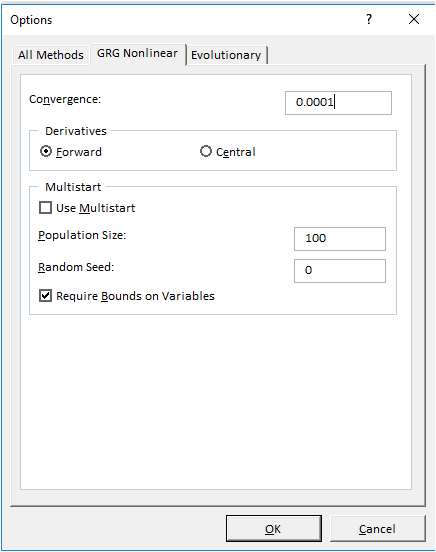 Options ?
All Methods GRG Nonlinear Evolutionary
Convergence: 0.0001
Derivatives
Forward Central
Multistart
Use Multistart
Population Size: 100
Random Seed: 0
Require Bounds on Variables
OK Cancel